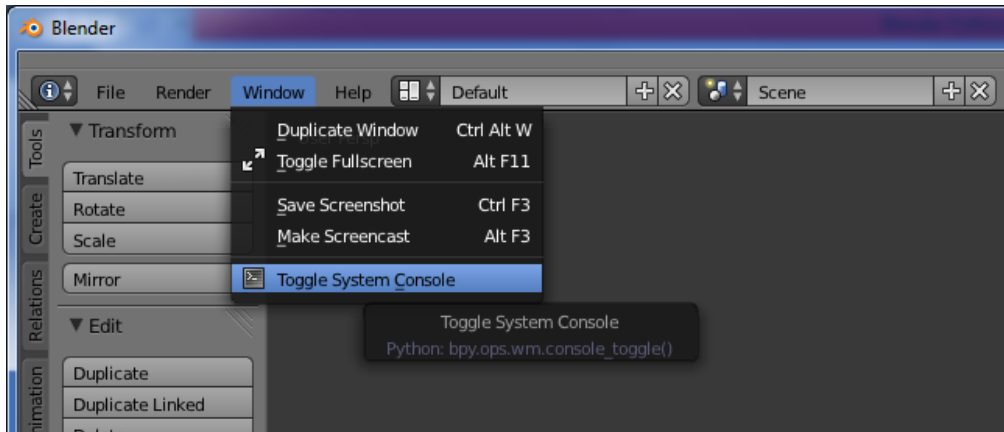 Blender
File Render Window Help Default Scene
Tools
Create
Relations
Transform
Translate
Rotate
Scale
Mirror
Edit
Duplicate
Duplicate Linked
Duplicate Window Ctrl Alt W
Toggle Fullscreen Alt F11
Save Screenshot Ctrl F3
Make Screencast Alt F3
Toggle System Console
Toggle System Console
Python: bpy.ops.wm.console_toggle()